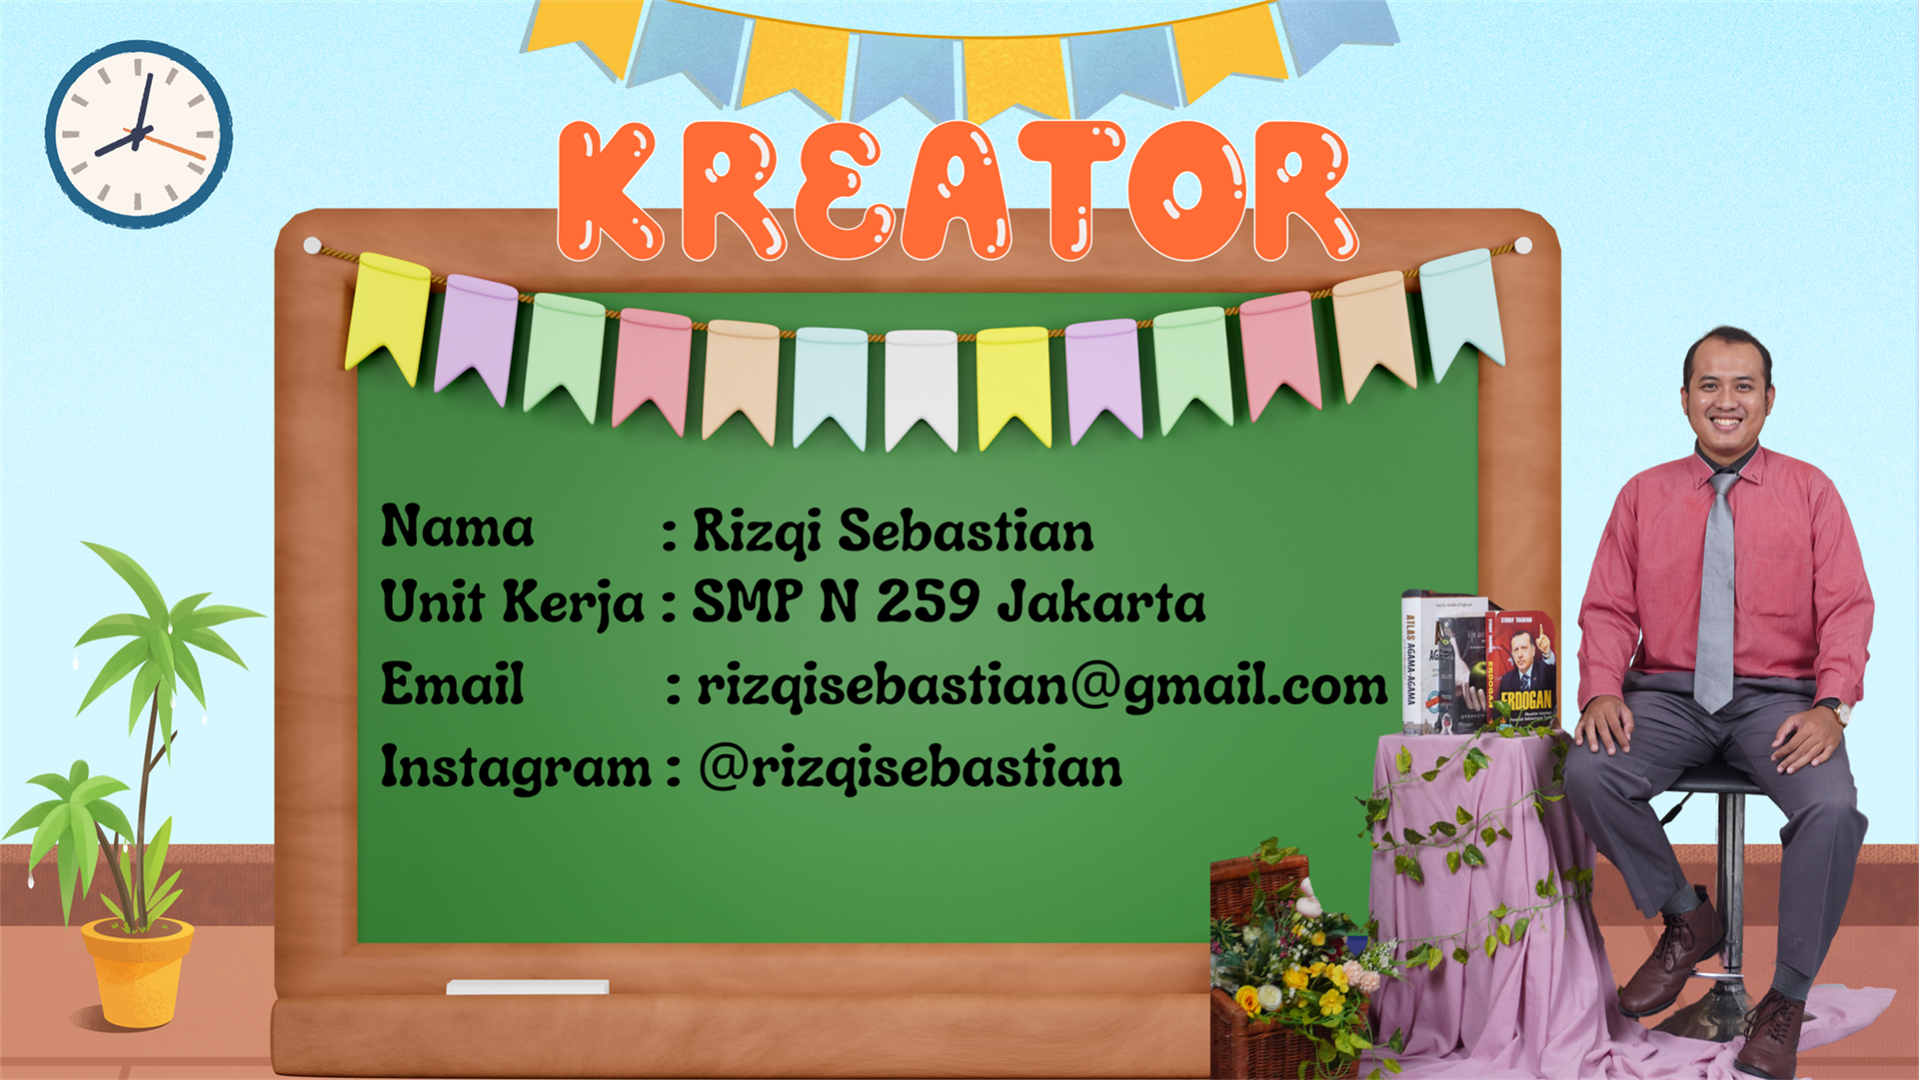 KREATOR
Nama : Rizqi Sebastian
Unit Kerja : SMP N 259 Jakarta
Email : rizqisebastian@gmail.com
Instagram : @rizqisebastian
ATLAS AGAMA-AGAMA
ERDOGAN
ERDOGAN